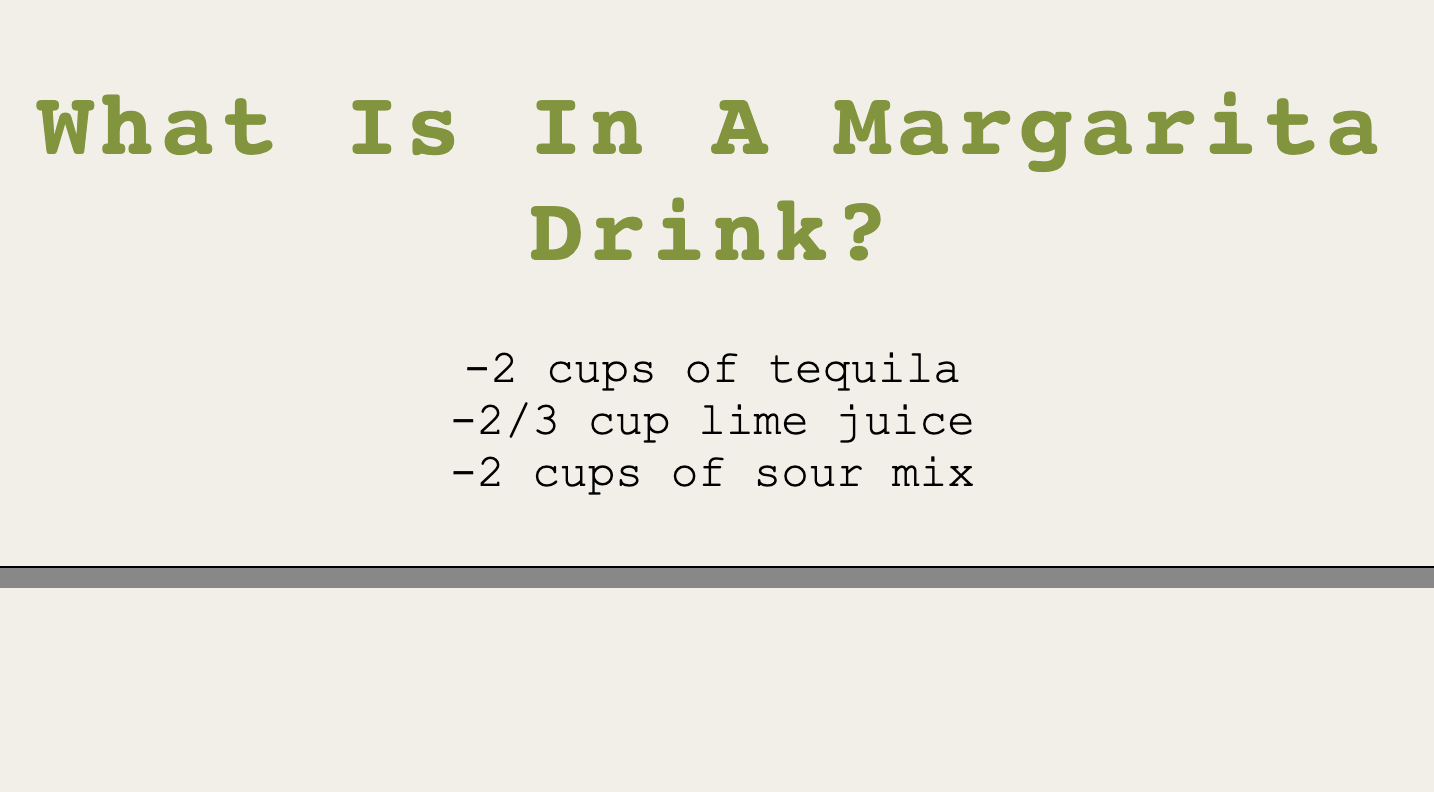 What Is In A Margarita
Drink?
-2 cups of tequila
-2/3 cup lime juice
-2 cups of sour mix